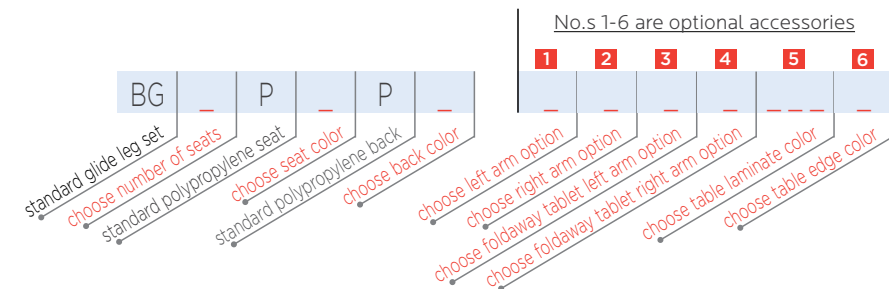 No.s 1-6 are optional accessories
1 2 3 4 5 6
BG _ P _ P _ _ _ _ _ _ _ _ _
standard glide leg set
choose number of seats
standard polypropylene seat
choose seat color
standard polypropylene back
choose back color
choose left arm option
choose right arm option
choose foldaway tablet left arm option
choose foldaway tablet right arm option
choose table laminate color
choose table edge color